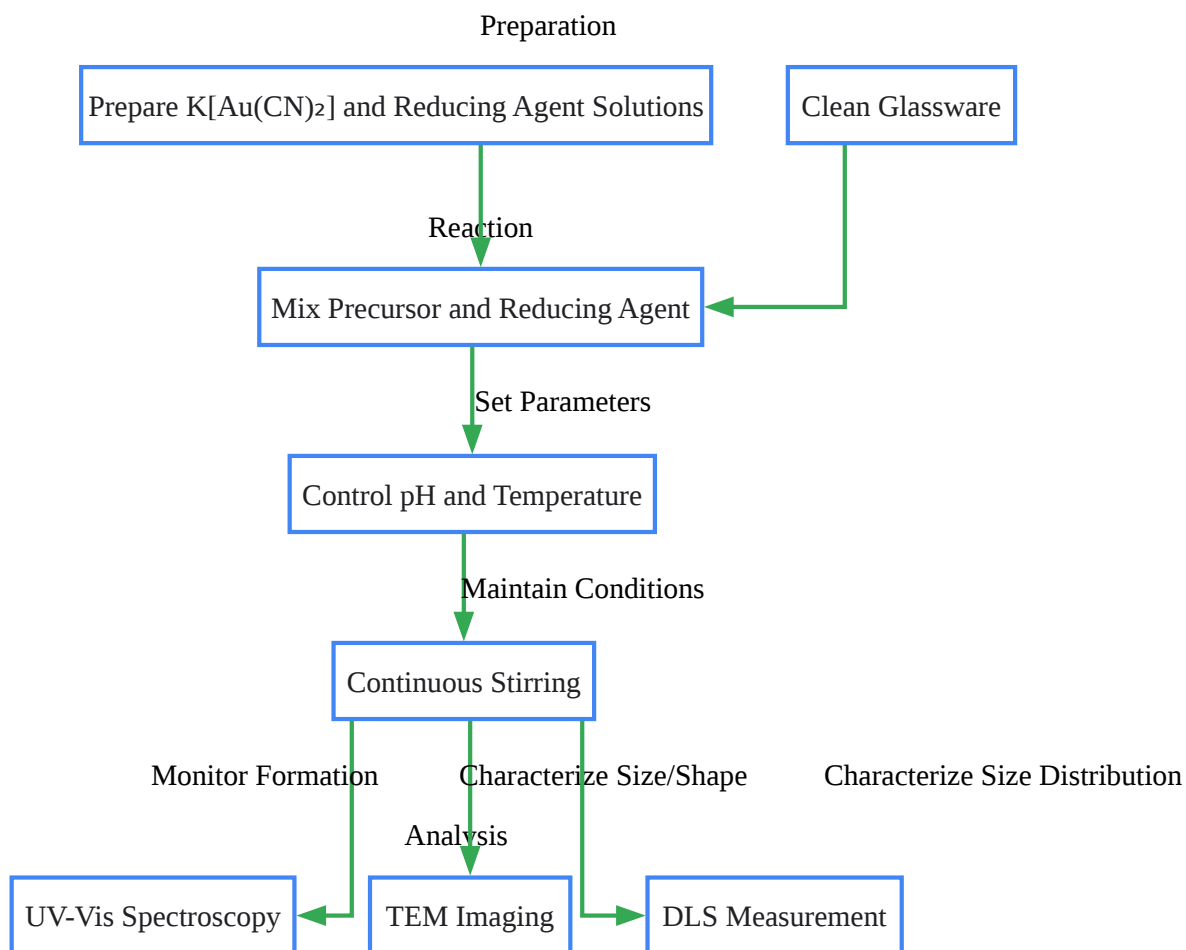 Preparation
Prepare K[Au(CN)₂] and Reducing Agent Solutions
Clean Glassware
Reaction
Mix Precursor and Reducing Agent
Set Parameters
Control pH and Temperature
Maintain Conditions
Continuous Stirring
Monitor Formation
Characterize Size/Shape
Characterize Size Distribution
Analysis
UV-Vis Spectroscopy
TEM Imaging
DLS Measurement